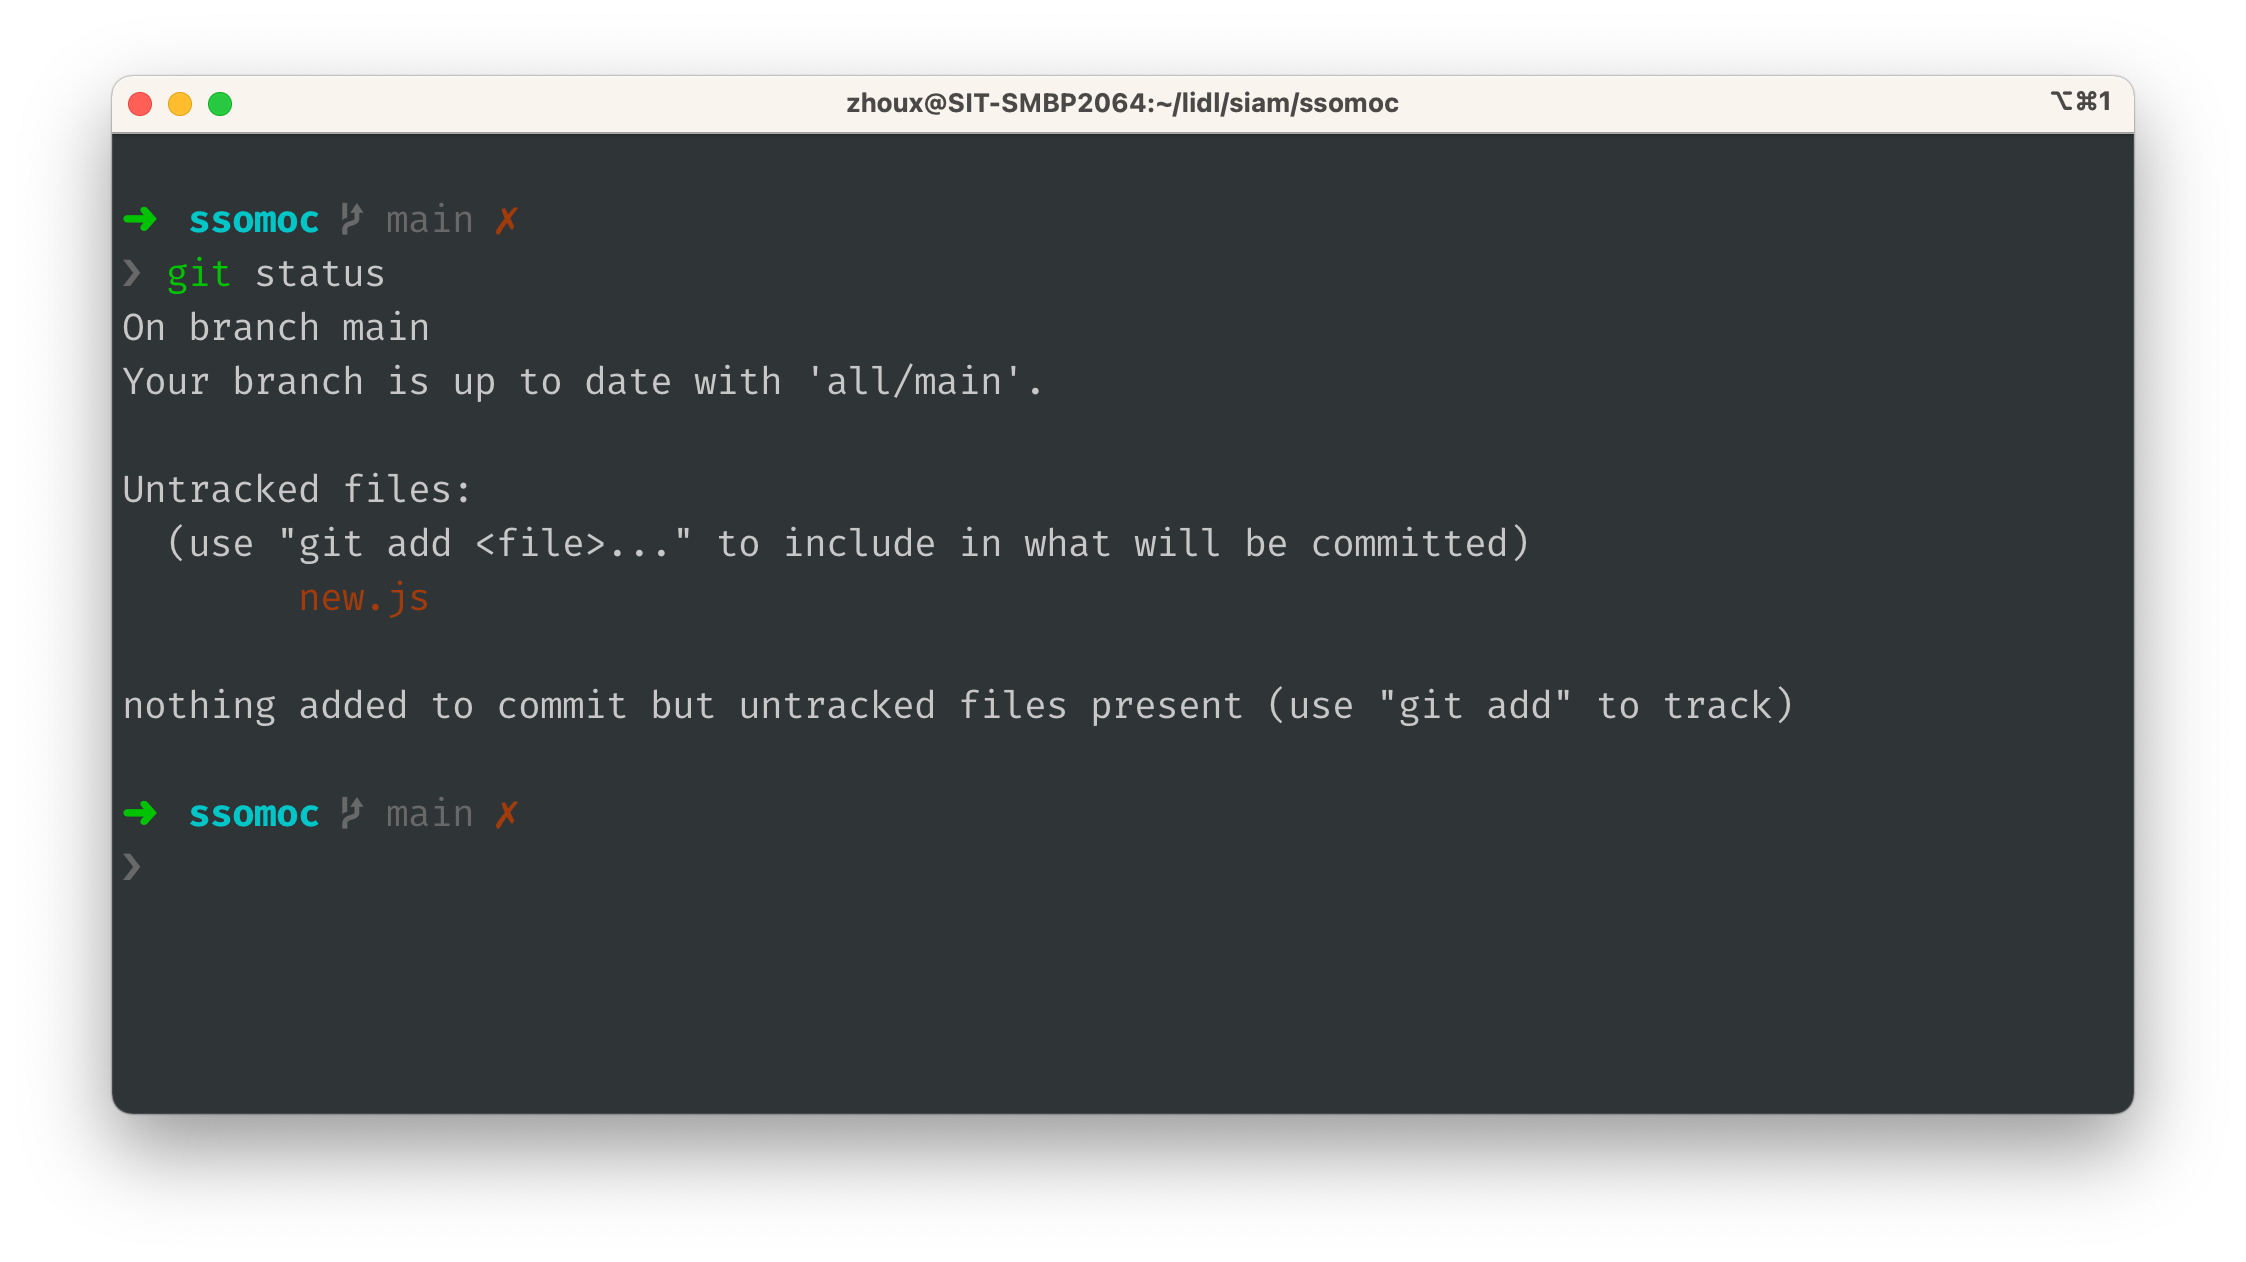 zhoux@SIT-SMBP2064:~/lidl/siam/ssomoc ⌥⌘1
➜ ssomoc main ✗
❯ git status
On branch main
Your branch is up to date with 'all/main'.
Untracked files:
(use "git add <file>..." to include in what will be committed)
new.js
nothing added to commit but untracked files present (use "git add" to track)
➜ ssomoc main ✗
❯